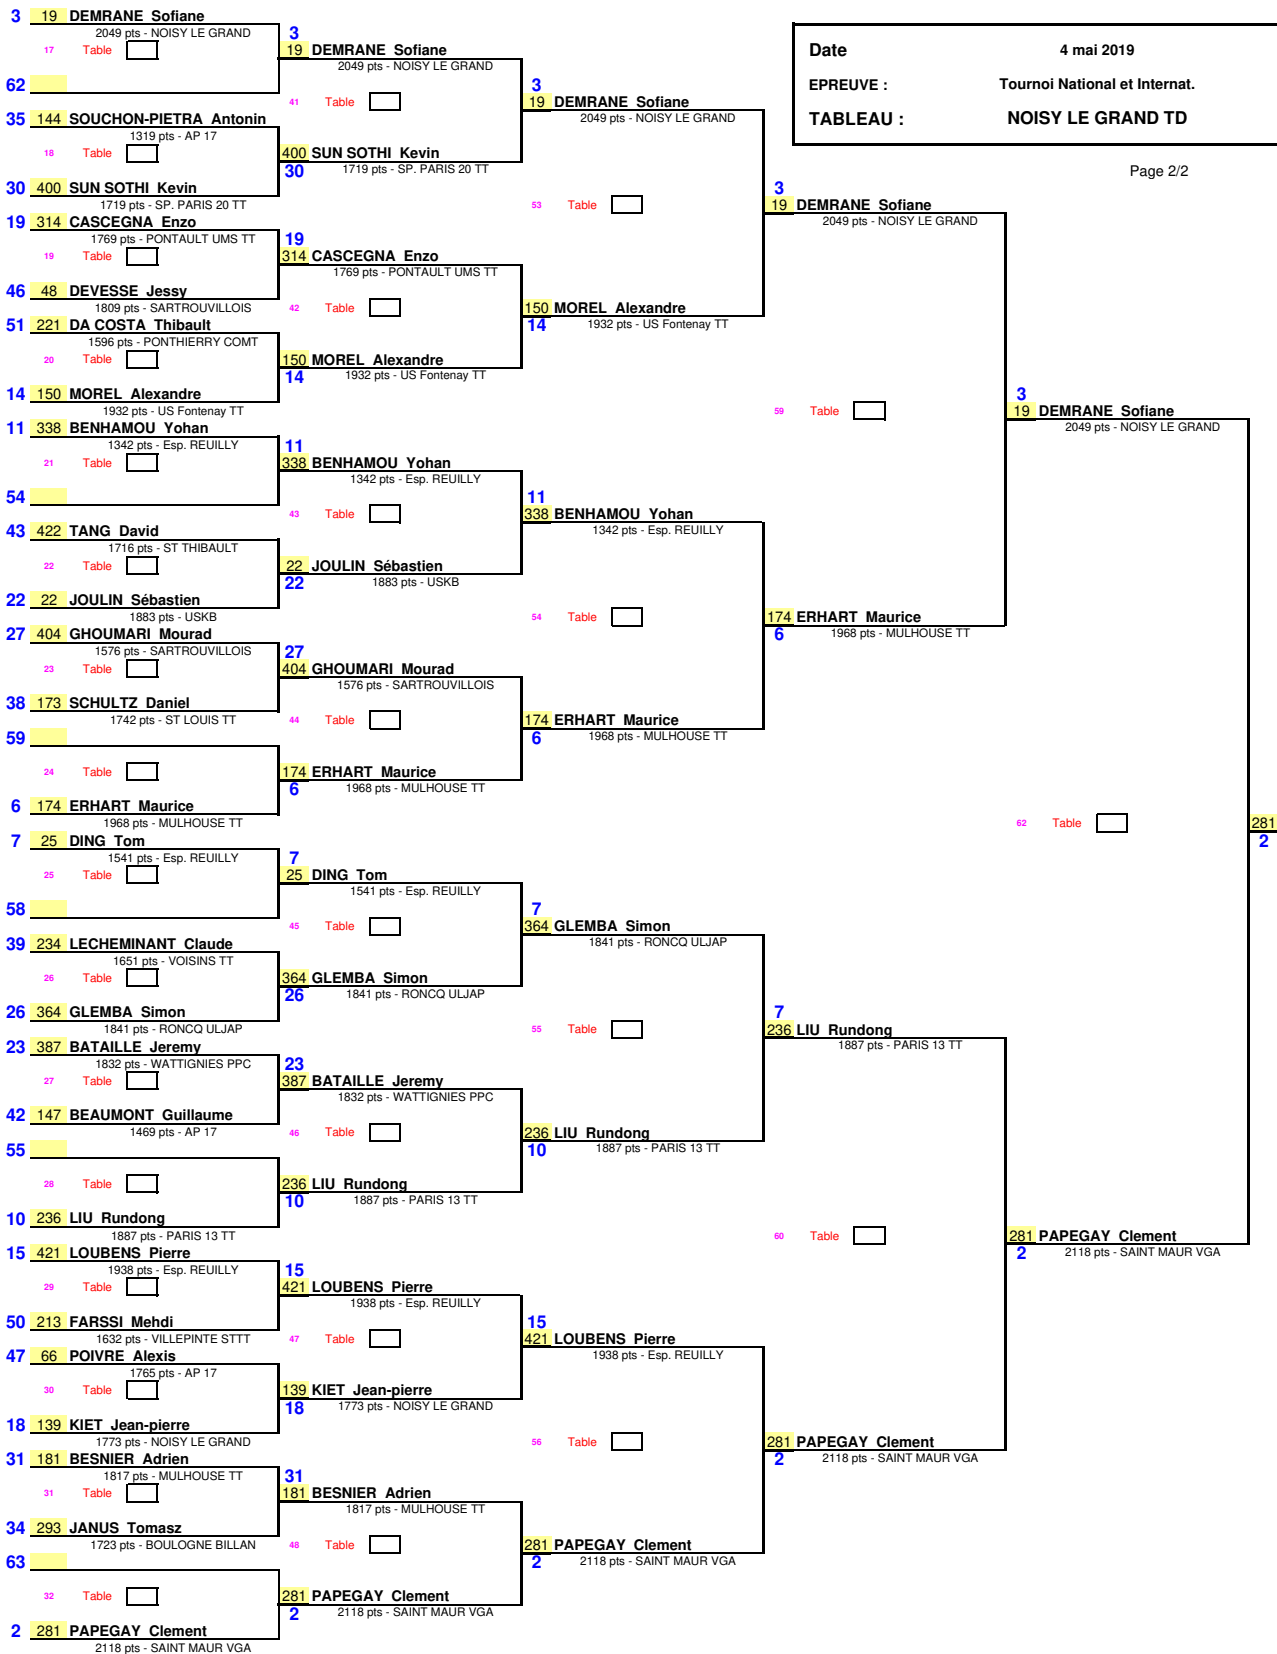 Date 4 mai 2019
EPREUVE : Tournoi National et Internat.
TABLEAU : NOISY LE GRAND TD
Page 2/2
3 19 DEMRANE Sofiane
2049 pts - NOISY LE GRAND
17 Table
62
35 144 SOUCHON-PIETRA Antonin
1319 pts - AP 17
18 Table
30 400 SUN SOTHI Kevin
1719 pts - SP. PARIS 20 TT
19 314 CASCEGNA Enzo
1769 pts - PONTAULT UMS TT
19 Table
46 48 DEVESSE Jessy
1809 pts - SARTROUVILLOIS
51 221 DA COSTA Thibault
1596 pts - PONTHIERRY COMT
20 Table
14 150 MOREL Alexandre
1932 pts - US Fontenay TT
11 338 BENHAMOU Yohan
1342 pts - Esp. REUILLY
21 Table
54
43 422 TANG David
1716 pts - ST THIBAULT
22 Table
22 22 JOULIN Sébastien
1883 pts - USKB
27 404 GHOUMARI Mourad
1576 pts - SARTROUVILLOIS
23 Table
38 173 SCHULTZ Daniel
1742 pts - ST LOUIS TT
59
24 Table
6 174 ERHART Maurice
1968 pts - MULHOUSE TT
7 25 DING Tom
1541 pts - Esp. REUILLY
25 Table
58
39 234 LECHEMINANT Claude
1651 pts - VOISINS TT
26 Table
26 364 GLEMBA Simon
1841 pts - RONCQ ULJAP
23 387 BATAILLE Jeremy
1832 pts - WATTIGNIES PPC
27 Table
42 147 BEAUMONT Guillaume
1469 pts - AP 17
55
28 Table
10 236 LIU Rundong
1887 pts - PARIS 13 TT
15 421 LOUBENS Pierre
1938 pts - Esp. REUILLY
29 Table
50 213 FARSSI Mehdi
1632 pts - VILLEPINTE STTT
47 66 POIVRE Alexis
1765 pts - AP 17
30 Table
18 139 KIET Jean-pierre
1773 pts - NOISY LE GRAND
31 181 BESNIER Adrien
1817 pts - MULHOUSE TT
31 Table
34 293 JANUS Tomasz
1723 pts - BOULOGNE BILLAN
63
32 Table
2 281 PAPEGAY Clement
2118 pts - SAINT MAUR VGA
3
19 DEMRANE Sofiane
2049 pts - NOISY LE GRAND
41 Table
400 SUN SOTHI Kevin
30 1719 pts - SP. PARIS 20 TT
19
314 CASCEGNA Enzo
1769 pts - PONTAULT UMS TT
42 Table
150 MOREL Alexandre
14 1932 pts - US Fontenay TT
11
338 BENHAMOU Yohan
1342 pts - Esp. REUILLY
43 Table
22 JOULIN Sébastien
22 1883 pts - USKB
27
404 GHOUMARI Mourad
1576 pts - SARTROUVILLOIS
44 Table
174 ERHART Maurice
6 1968 pts - MULHOUSE TT
7
25 DING Tom
1541 pts - Esp. REUILLY
45 Table
364 GLEMBA Simon
26 1841 pts - RONCQ ULJAP
23
387 BATAILLE Jeremy
1832 pts - WATTIGNIES PPC
46 Table
236 LIU Rundong
10 1887 pts - PARIS 13 TT
15
421 LOUBENS Pierre
1938 pts - Esp. REUILLY
47 Table
139 KIET Jean-pierre
18 1773 pts - NOISY LE GRAND
31
181 BESNIER Adrien
1817 pts - MULHOUSE TT
48 Table
281 PAPEGAY Clement
2 2118 pts - SAINT MAUR VGA
3
19 DEMRANE Sofiane
2049 pts - NOISY LE GRAND
53 Table
150 MOREL Alexandre
14 1932 pts - US Fontenay TT
11
338 BENHAMOU Yohan
1342 pts - Esp. REUILLY
54 Table
174 ERHART Maurice
6 1968 pts - MULHOUSE TT
7
364 GLEMBA Simon
1841 pts - RONCQ ULJAP
55 Table
236 LIU Rundong
10 1887 pts - PARIS 13 TT
15
421 LOUBENS Pierre
1938 pts - Esp. REUILLY
56 Table
281 PAPEGAY Clement
2 2118 pts - SAINT MAUR VGA
3
19 DEMRANE Sofiane
2049 pts - NOISY LE GRAND
59 Table
174 ERHART Maurice
6 1968 pts - MULHOUSE TT
7
236 LIU Rundong
1887 pts - PARIS 13 TT
60 Table
281 PAPEGAY Clement
2 2118 pts - SAINT MAUR VGA
3
19 DEMRANE Sofiane
2049 pts - NOISY LE GRAND
62 Table
281 PAPEGAY Clement
2 2118 pts - SAINT MAUR VGA
281
2